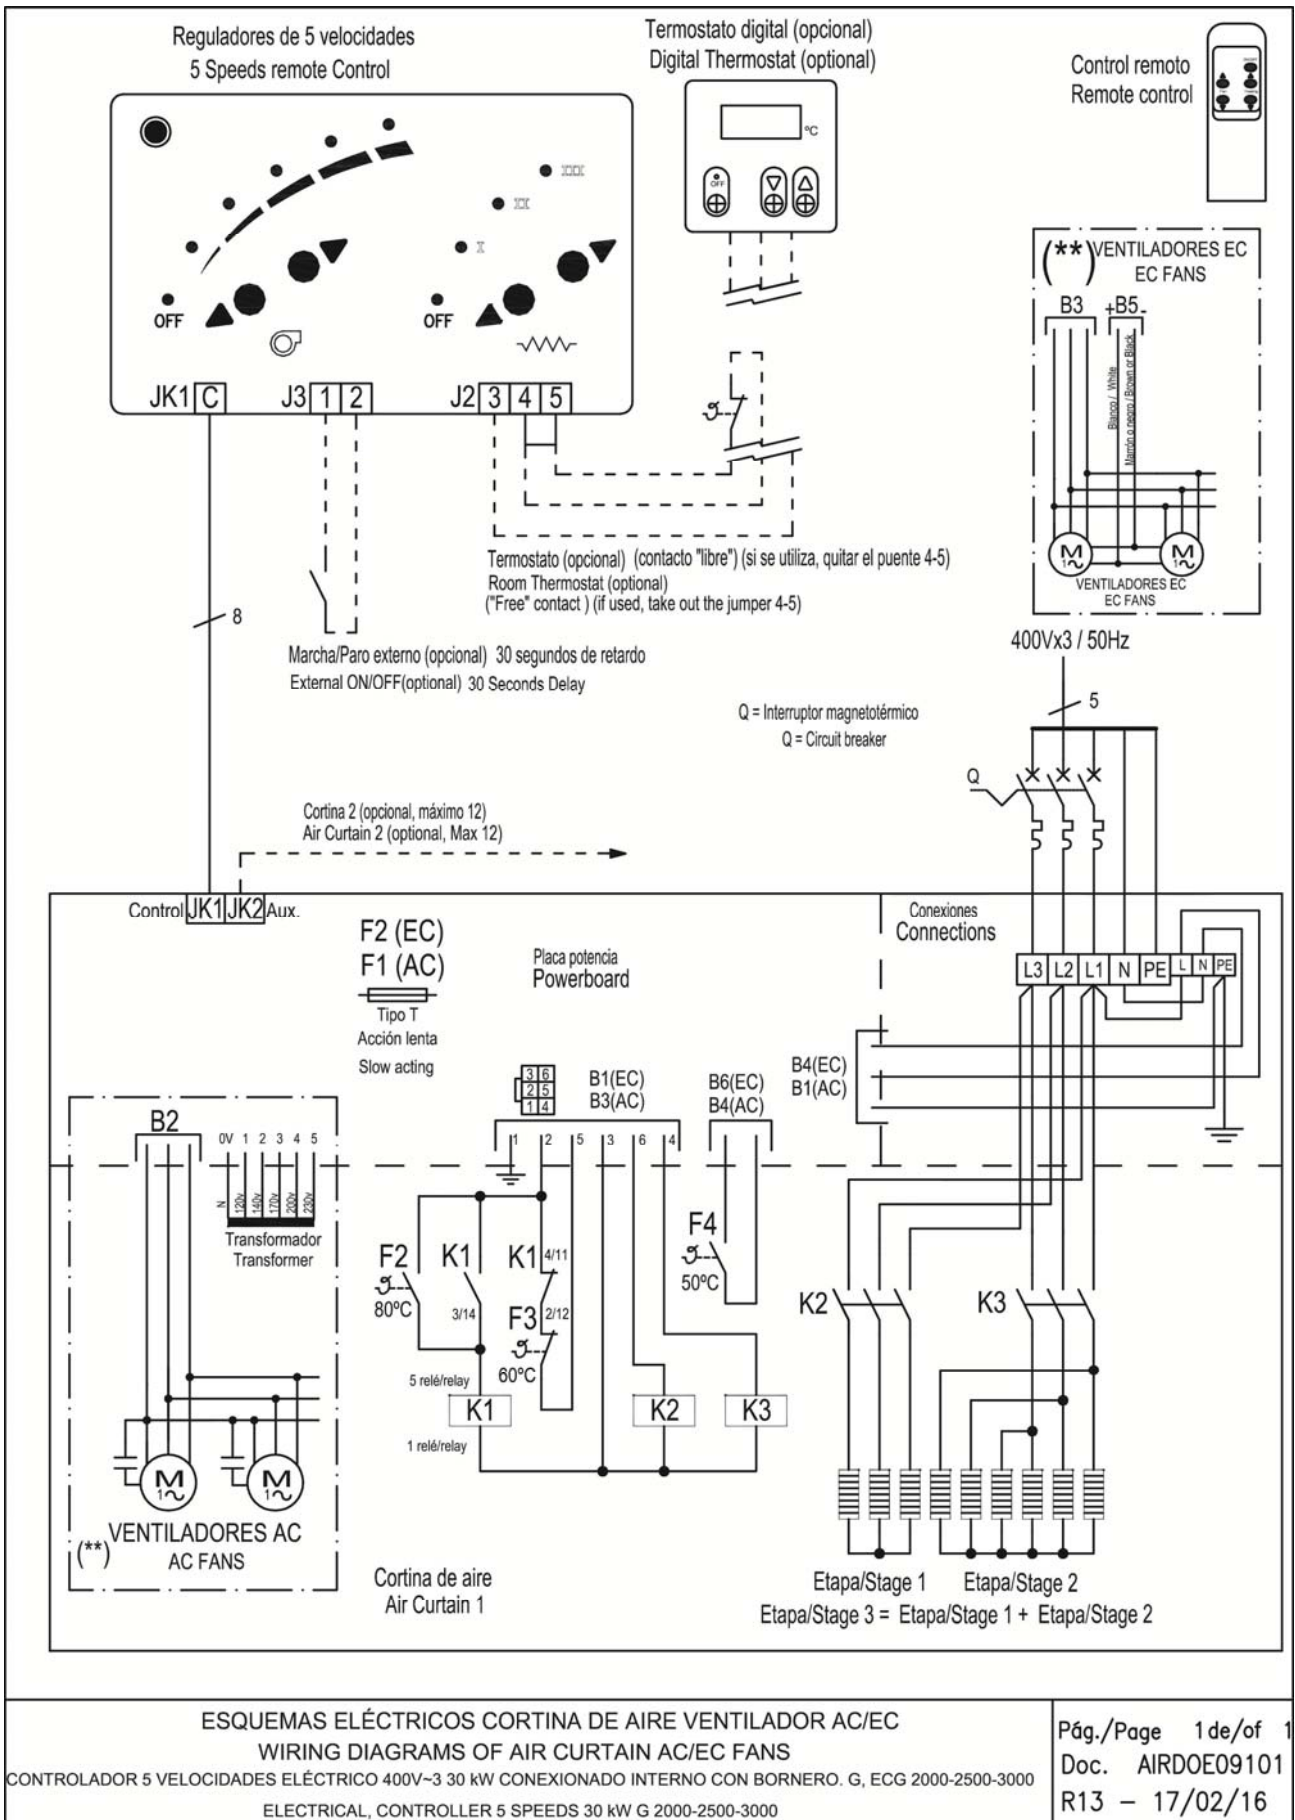 Reguladores de 5 velocidades
5 Speeds remote Control
Termostato digital (opcional)
Digital Thermostat (optional)
Control remoto
Remote control
ºC
OFF
I
II
III
OFF
OFF
JK1 C
J3 1 2
J2 3 4 5
(**) VENTILADORES EC
EC FANS
B3
+B5-
Blanco / White
Marrón o negro / Brown or Black
M
1
M
1
VENTILADORES EC
EC FANS
Termostato (opcional) (contacto "libre") (si se utiliza, quitar el puente 4-5)
Room Thermostat (optional)
("Free" contact ) (if used, take out the jumper 4-5)
8
Marcha/Paro externo (opcional) 30 segundos de retardo
External ON/OFF(optional) 30 Seconds Delay
400Vx3 / 50Hz
5
Q = Interruptor magnetotérmico
Q = Circuit breaker
Q
Cortina 2 (opcional, máximo 12)
Air Curtain 2 (optional, Max 12)
Control JK1 JK2 Aux.
F2 (EC)
F1 (AC)
Tipo T
Acción lenta
Slow acting
Placa potencia
Powerboard
Conexiones
Connections
L3 L2 L1 N PE L N PE
B4(EC)
B1(AC)
3 6
2 5
1 4
B1(EC)
B3(AC)
B6(EC)
B4(AC)
1 2 5 3 6 4
B2
0V 1 2 3 4 5
N 120v 140v 170v 200v 230v
Transformador
Transformer
F2
80ºC
K1
3/14
K1
4/11
2/12
F3
60ºC
F4
50ºC
K2
K3
5 relé/relay
K1
K2
K3
1 relé/relay
M
1
M
1
VENTILADORES AC
(**)
AC FANS
Cortina de aire
Air Curtain 1
Etapa/Stage 1
Etapa/Stage 2
Etapa/Stage 3 = Etapa/Stage 1 + Etapa/Stage 2
ESQUEMAS ELÉCTRICOS CORTINA DE AIRE VENTILADOR AC/EC
WIRING DIAGRAMS OF AIR CURTAIN AC/EC FANS
CONTROLADOR 5 VELOCIDADES ELÉCTRICO 400V~3 30 kW CONEXIONADO INTERNO CON BORNERO. G, ECG 2000-2500-3000
ELECTRICAL, CONTROLLER 5 SPEEDS 30 kW G 2000-2500-3000
Pág./Page 1 de/of 1
Doc. AIRDOE09101
R13 – 17/02/16